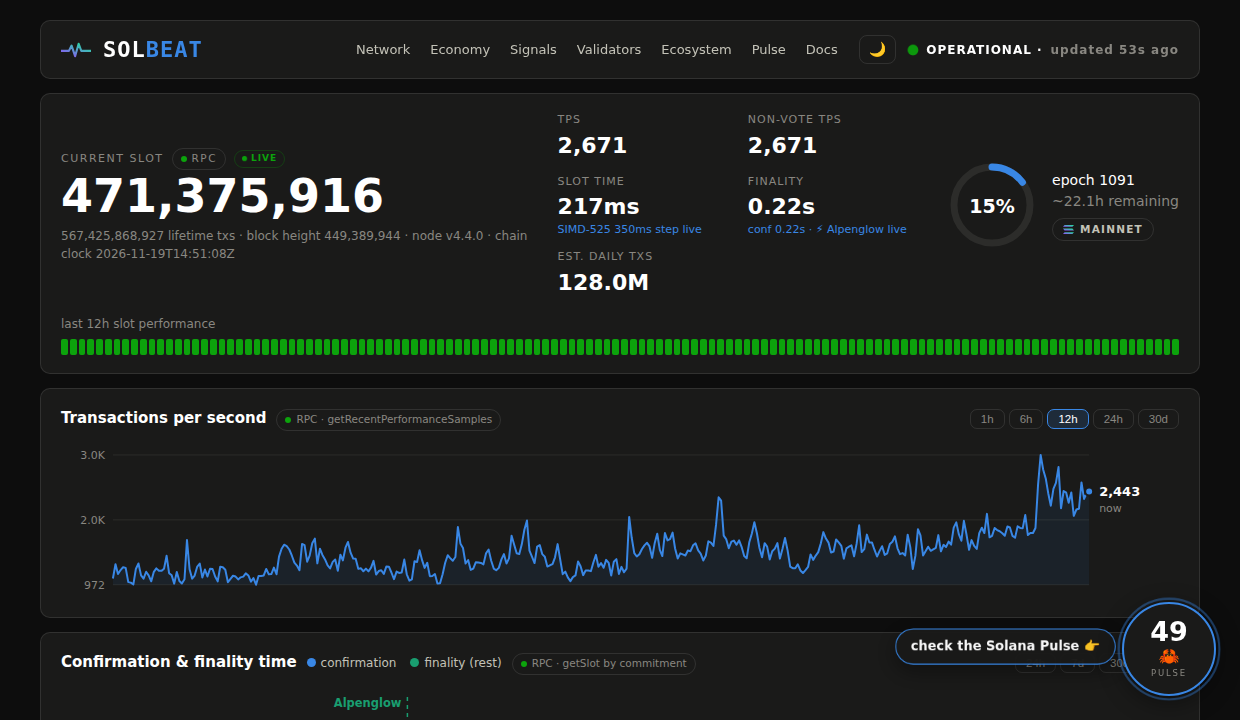 SOLBEAT
Network Economy Signals Validators Ecosystem Pulse Docs 🌙 OPERATIONAL · updated 53s ago
CURRENT SLOT RPC LIVE
471,375,916
567,425,868,927 lifetime txs · block height 449,389,944 · node v4.4.0 · chain
clock 2026-11-19T14:51:08Z
TPS
2,671
NON-VOTE TPS
2,671
SLOT TIME
217ms
SIMD-525 350ms step live
FINALITY
0.22s
conf 0.22s · ⚡ Alpenglow live
EST. DAILY TXS
128.0M
15%
epoch 1091
~22.1h remaining
MAINNET
last 12h slot performance
Transactions per second RPC · getRecentPerformanceSamples
1h 6h 12h 24h 30d
3.0K
2.0K
972
2,443
now
Confirmation & finality time confirmation finality (rest) RPC · getSlot by commitment
Alpenglow
check the Solana Pulse 👉
49
🦀
PULSE